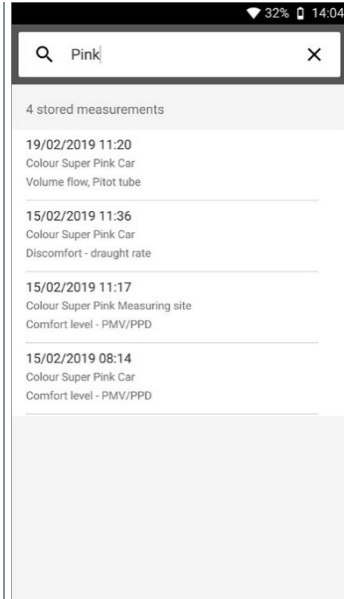 32% 14:04
Pink
4 stored measurements
19/02/2019 11:20
Colour Super Pink Car
Volume flow, Pitot tube
15/02/2019 11:36
Colour Super Pink Car
Discomfort - draught rate
15/02/2019 11:17
Colour Super Pink Measuring site
Comfort level - PMV/PPD
15/02/2019 08:14
Colour Super Pink Car
Comfort level - PMV/PPD